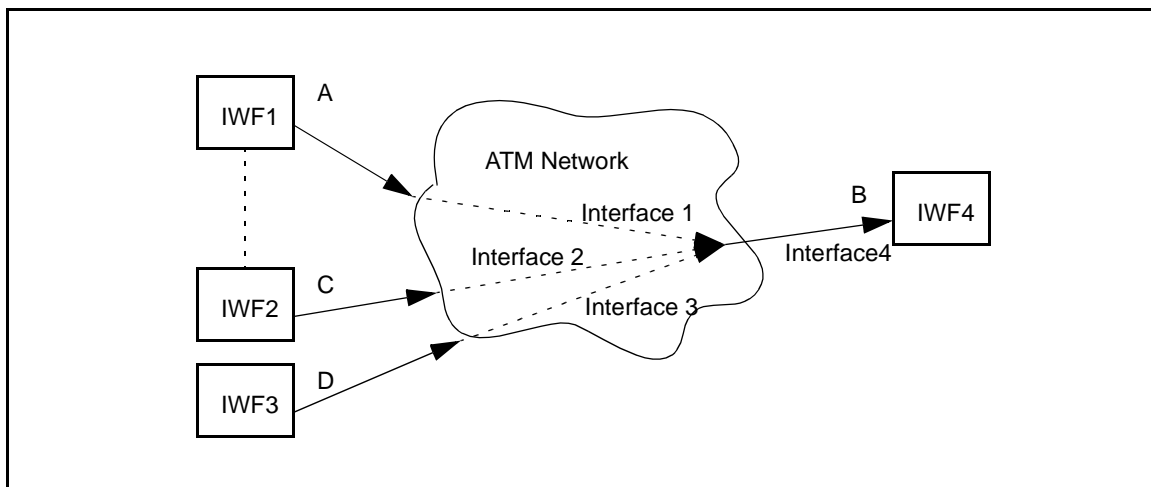 A
IWF1
ATM Network
B
IWF4
Interface 1
Interface4
Interface 2
C
IWF2
Interface 3
D
IWF3